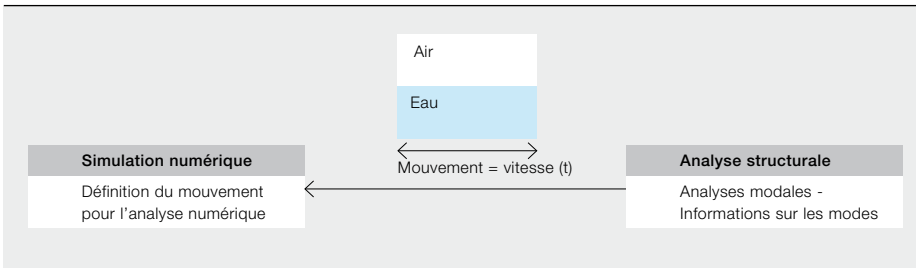 Air
Eau
Mouvement = vitesse (t)
Simulation numérique
Définition du mouvement
pour l'analyse numérique
Analyse structurale
Analyses modales -
Informations sur les modes